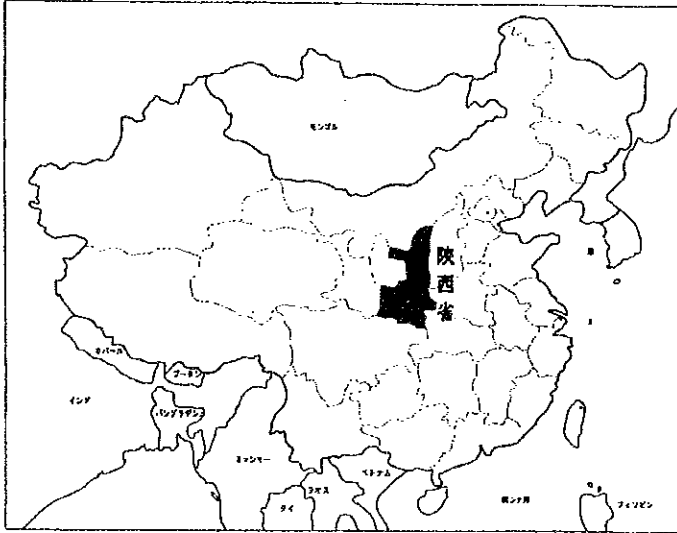 モンゴル
陝
西
省
ネパール
ブータン
インド
バングラデシュ
ミャンマー
ベトナム
ラオス
タイ
南シナ海
フィリピン